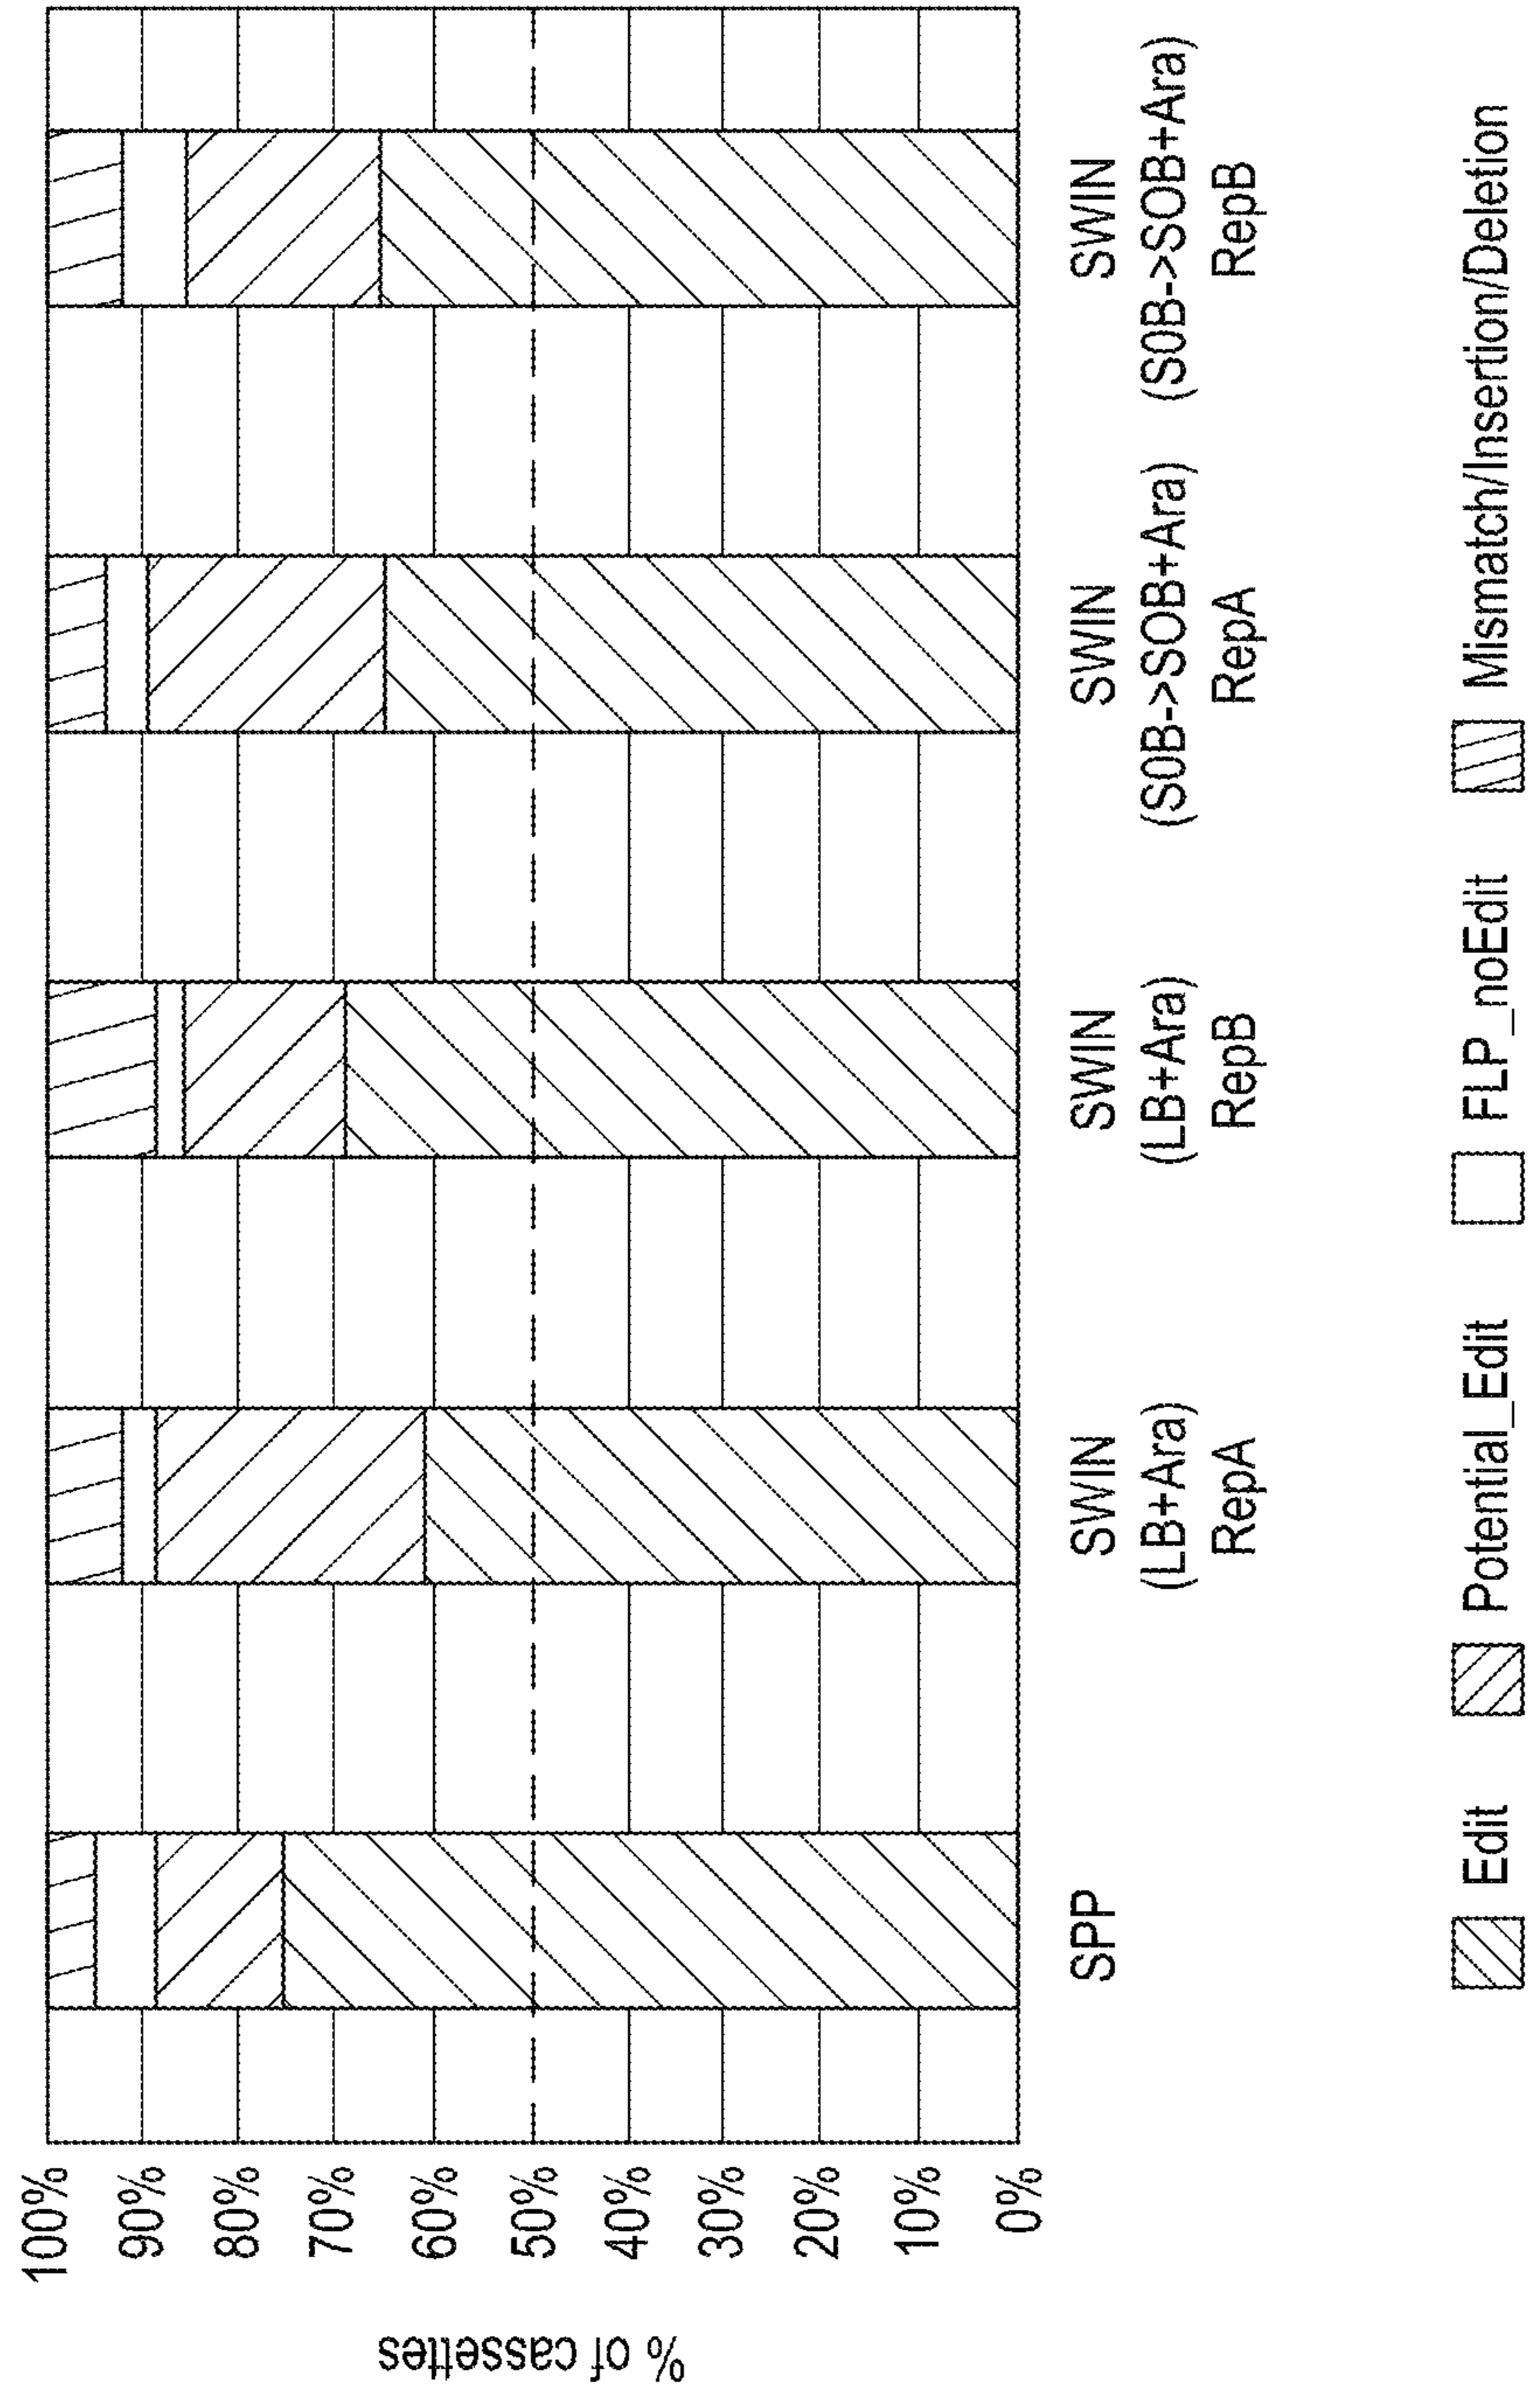 % of cassettes
100%
90%
80%
70%
60%
50%
40%
30%
20%
10%
0%
SPP
SWIN
(LB+Ara)
RepA
SWIN
(LB+Ara)
RepB
SWIN
(S0B->SOB+Ara)
RepA
SWIN
(S0B->SOB+Ara)
RepB
Edit
Potential_Edit
FLP_noEdit
Mismatch/Insertion/Deletion